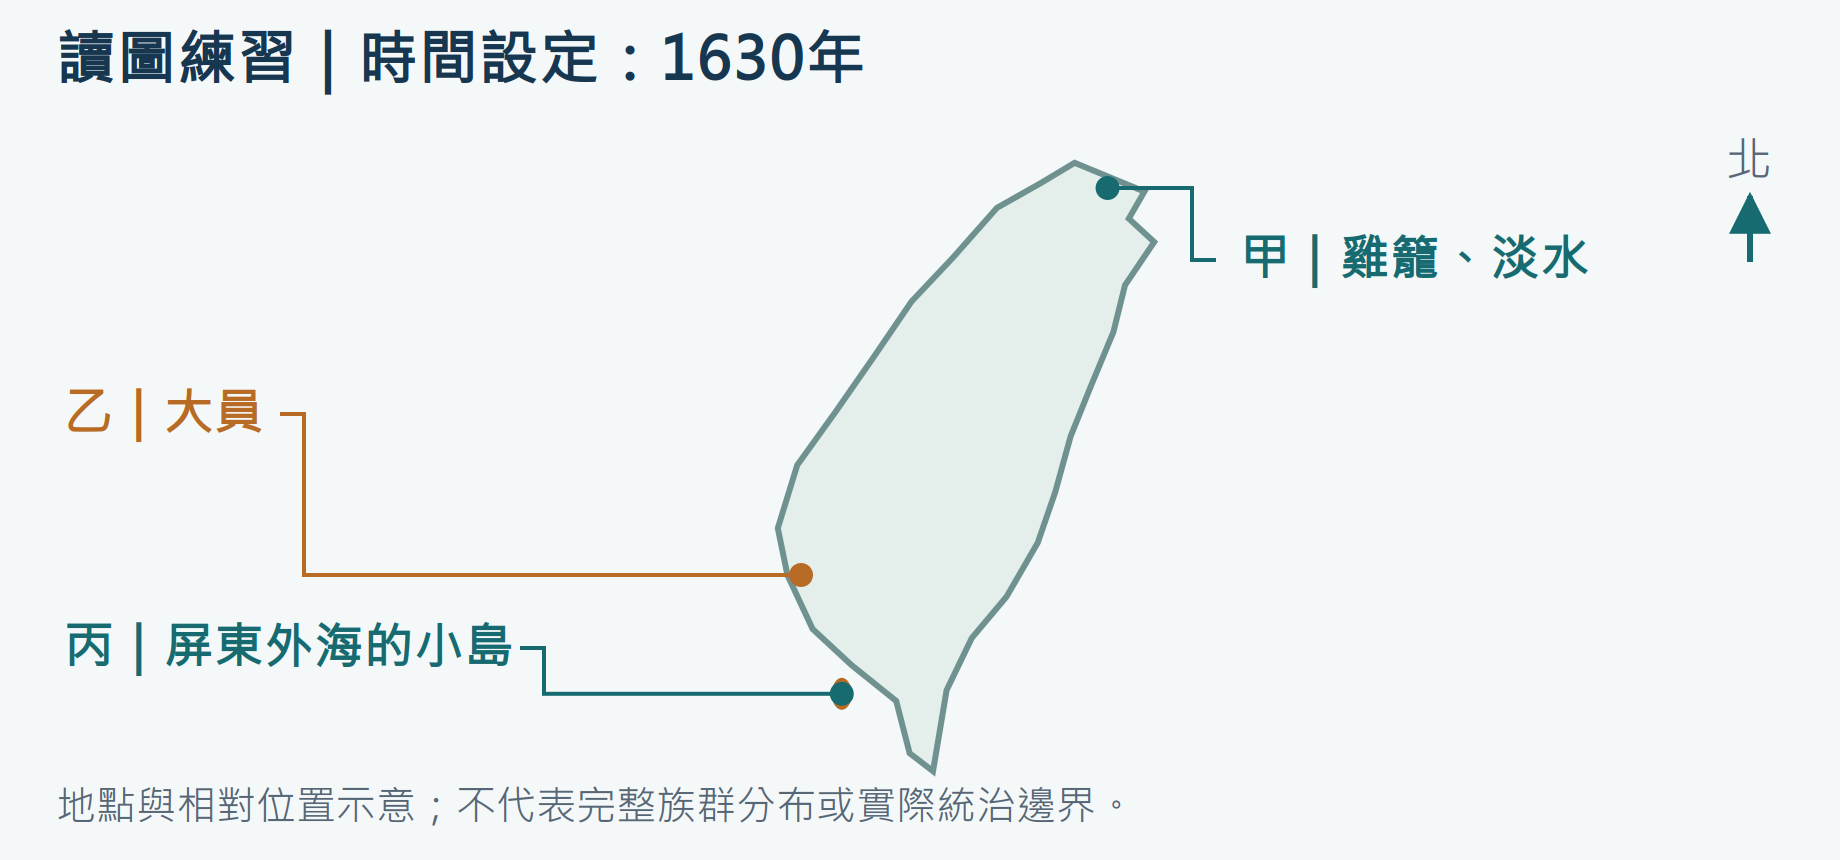 讀圖練習｜時間設定：1630年
北
甲｜雞籠、淡水
乙｜大員
丙｜屏東外海的小島
地點與相對位置示意；不代表完整族群分布或實際統治邊界。